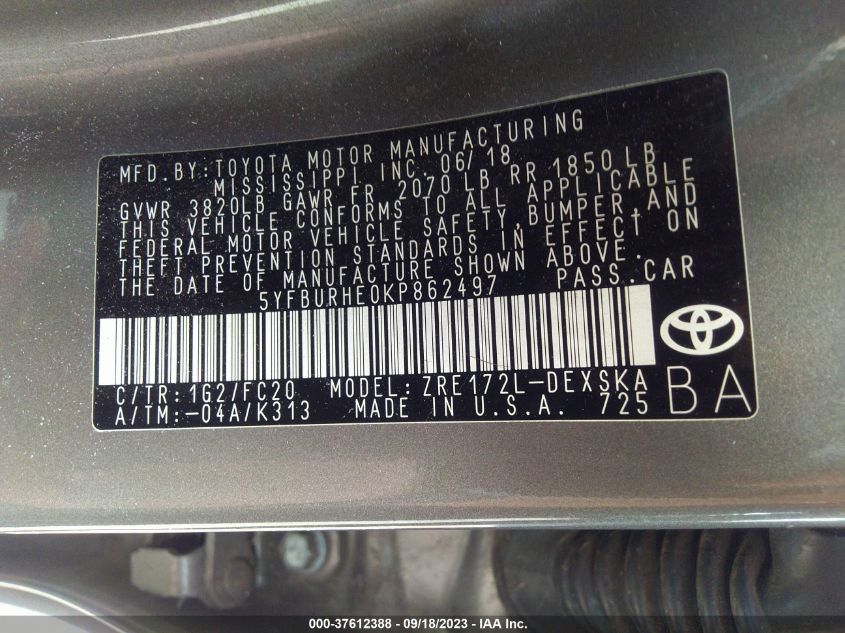 MFD. BY: TOYOTA MOTOR MANUFACTURING
MISSISSIPPI INC. 06/18
GVWR 3820LB GAWR FR 2070 LB RR 1850 LB
THIS VEHICLE CONFORMS TO ALL APPLICABLE
FEDERAL MOTOR VEHICLE SAFETY, BUMPER, AND
THEFT PREVENTION STANDARDS IN EFFECT ON
THE DATE OF MANUFACTURE SHOWN ABOVE.
5YFBURHE0KP862497 PASS. CAR
C/TR: 1G2/FC20 MODEL: ZRE172L-DEXSKA
A/TM: -04A/K313 MADE IN U.S.A. 725
BA
000-37612388 - 09/18/2023 - IAA Inc.